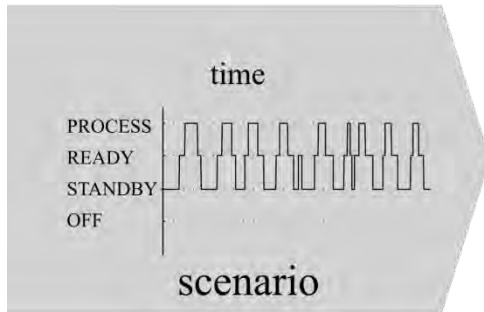 time
PROCESS
READY
STANDBY
OFF
scenario